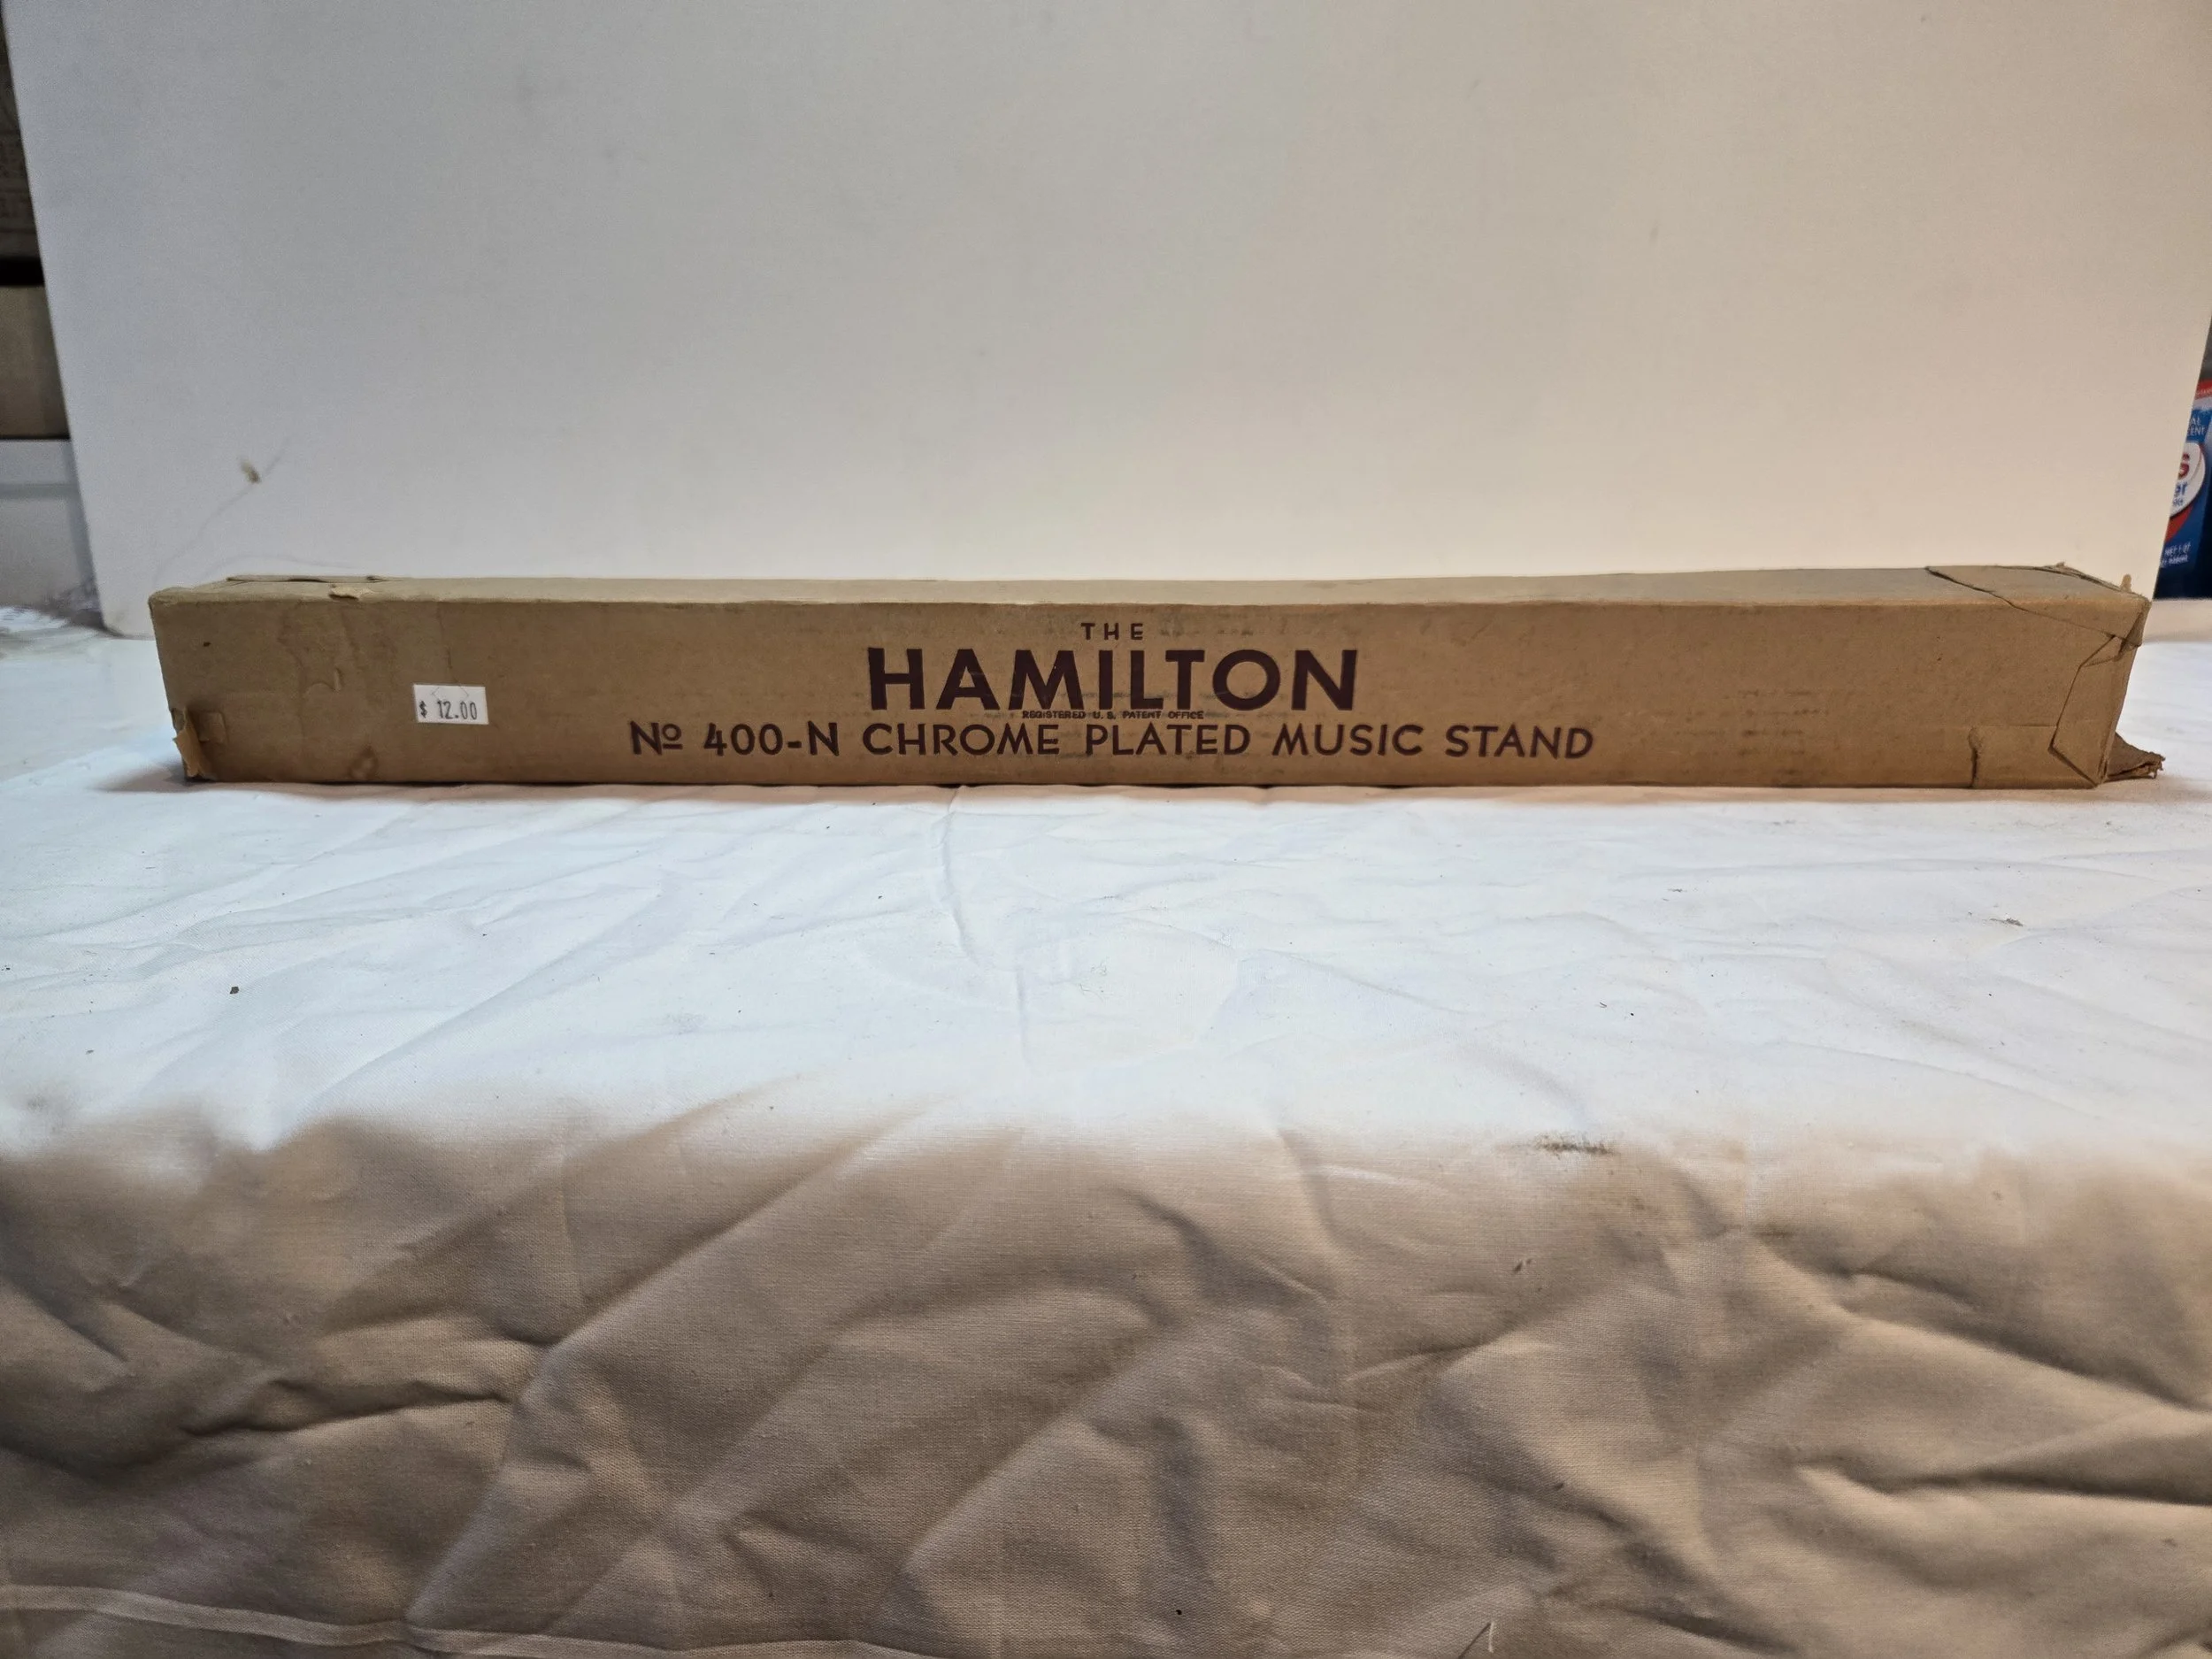 THE
HAMILTON
REGISTERED U. S. PATENT OFFICE
Nº 400-N CHROME PLATED MUSIC STAND
$ 12.00